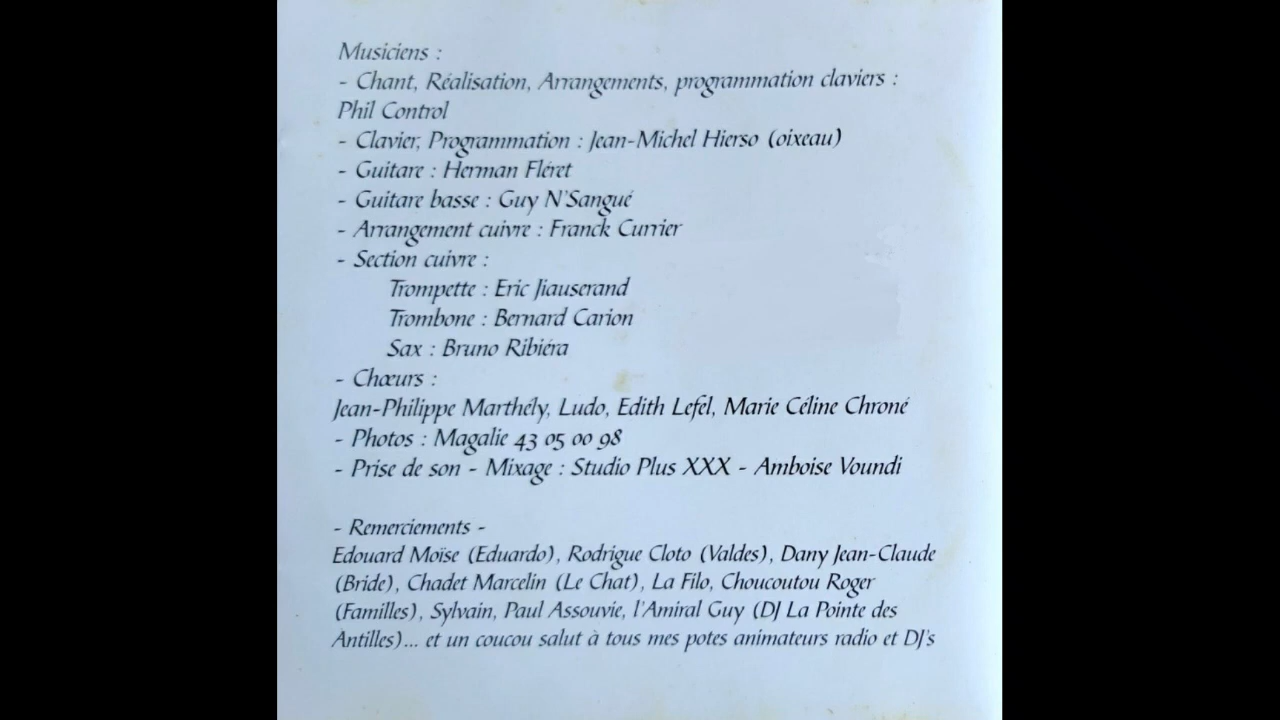 Musiciens :
- Chant, Réalisation, Arrangements, programmation claviers :
Phil Control
- Clavier, Programmation : Jean-Michel Hierso (oixeau)
- Guitare : Herman Fléret
- Guitare basse : Guy N'Sangué
- Arrangement cuivre : Franck Currier
- Section cuivre :
Trompette : Eric Jiauserand
Trombone : Bernard Carion
Sax : Bruno Ribiéra
- Chœurs :
Jean-Philippe Marthély, Ludo, Edith Lefel, Marie Céline Chroné
- Photos : Magalie 43 05 00 98
- Prise de son - Mixage : Studio Plus XXX - Amboise Voundi
- Remerciements -
Edouard Moïse (Eduardo), Rodrigue Cloto (Valdes), Dany Jean-Claude
(Bride), Chadet Marcelin (Le Chat), La Filo, Choucoutou Roger
(Familles), Sylvain, Paul Assouvie, l'Amiral Guy (DJ La Pointe des
Antilles)... et un coucou salut à tous mes potes animateurs radio et DJ's